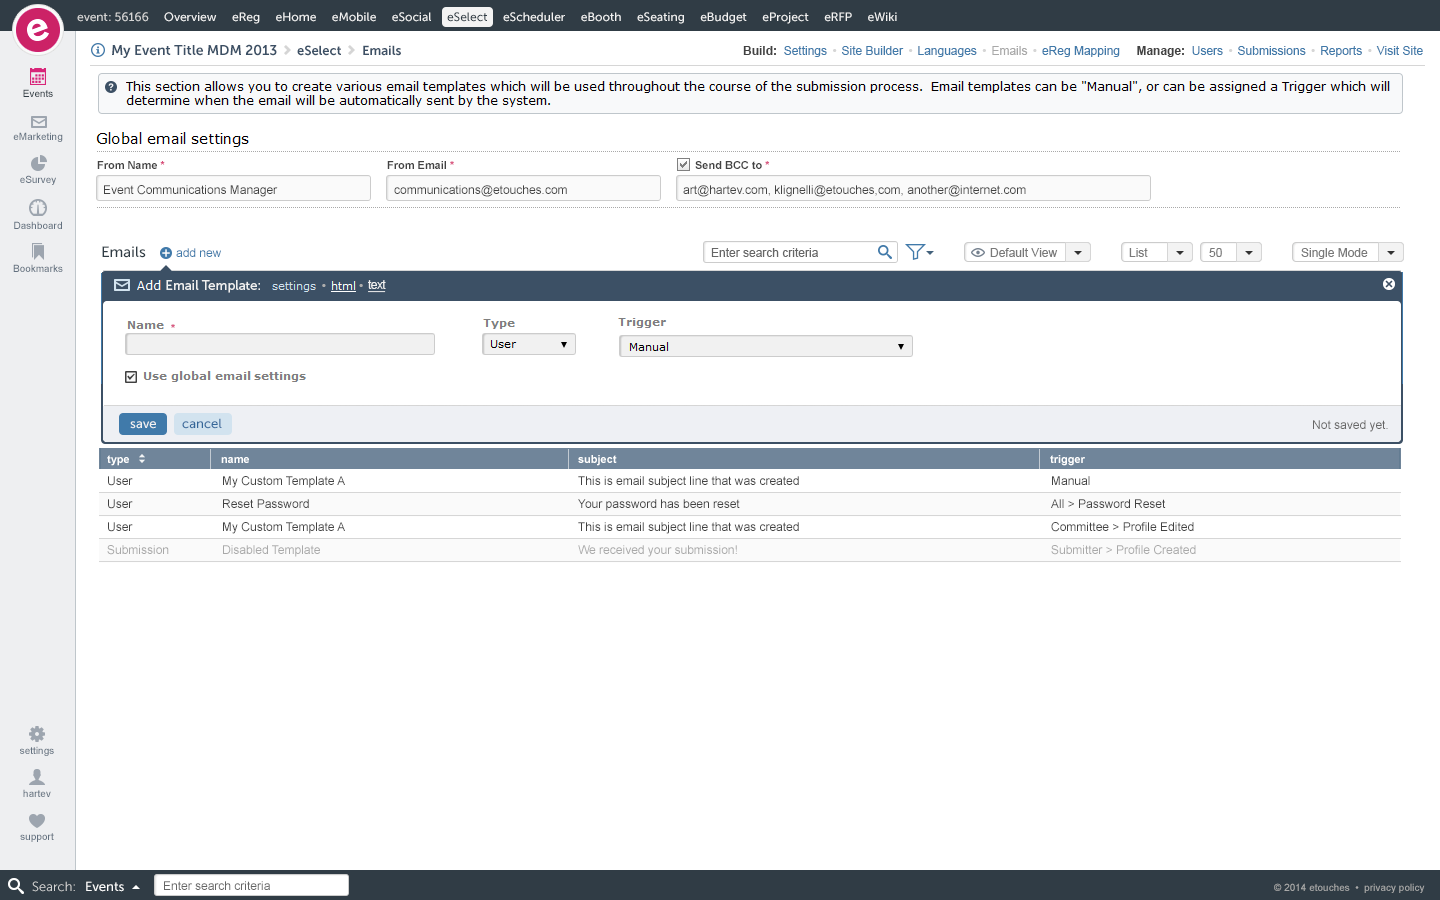 event: 56166 Overview eReg eHome eMobile eSocial eSelect eScheduler eBooth eSeating eBudget eProject eRFP eWiki
e
Events
eMarketing
eSurvey
Dashboard
Bookmarks
settings
hartev
support
My Event Title MDM 2013 eSelect Emails
Build: Settings • Site Builder • Languages • Emails • eReg Mapping Manage: Users • Submissions • Reports • Visit Site
This section allows you to create various email templates which will be used throughout the course of the submission process. Email templates can be "Manual", or can be assigned a Trigger which will
determine when the email will be automatically sent by the system.
Global email settings
From Name * From Email * Send BCC to *
Event Communications Manager communications@etouches.com art@hartev.com, klignelli@etouches,com, another@internet.com
Emails add new Enter search criteria Default View List 50 Single Mode
Add Email Template: settings • html • text
Name * Type Trigger
User Manual
Use global email settings
save cancel Not saved yet.
type name subject trigger
User My Custom Template A This is email subject line that was created Manual
User Reset Password Your password has been reset All > Password Reset
User My Custom Template A This is email subject line that was created Committee > Profile Edited
Submission Disabled Template We received your submission! Submitter > Profile Created
Search: Events Enter search criteria © 2014 etouches • privacy policy